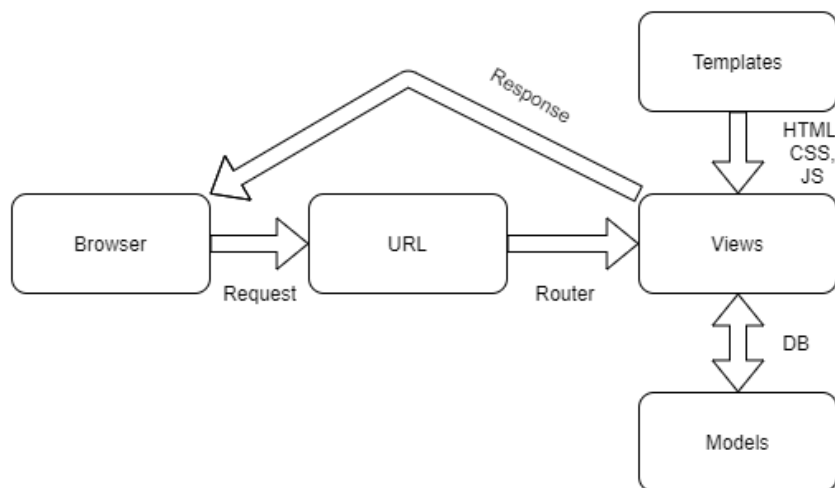 Templates
Response
HTML
CSS,
JS
Browser
URL
Views
Request
Router
DB
Models